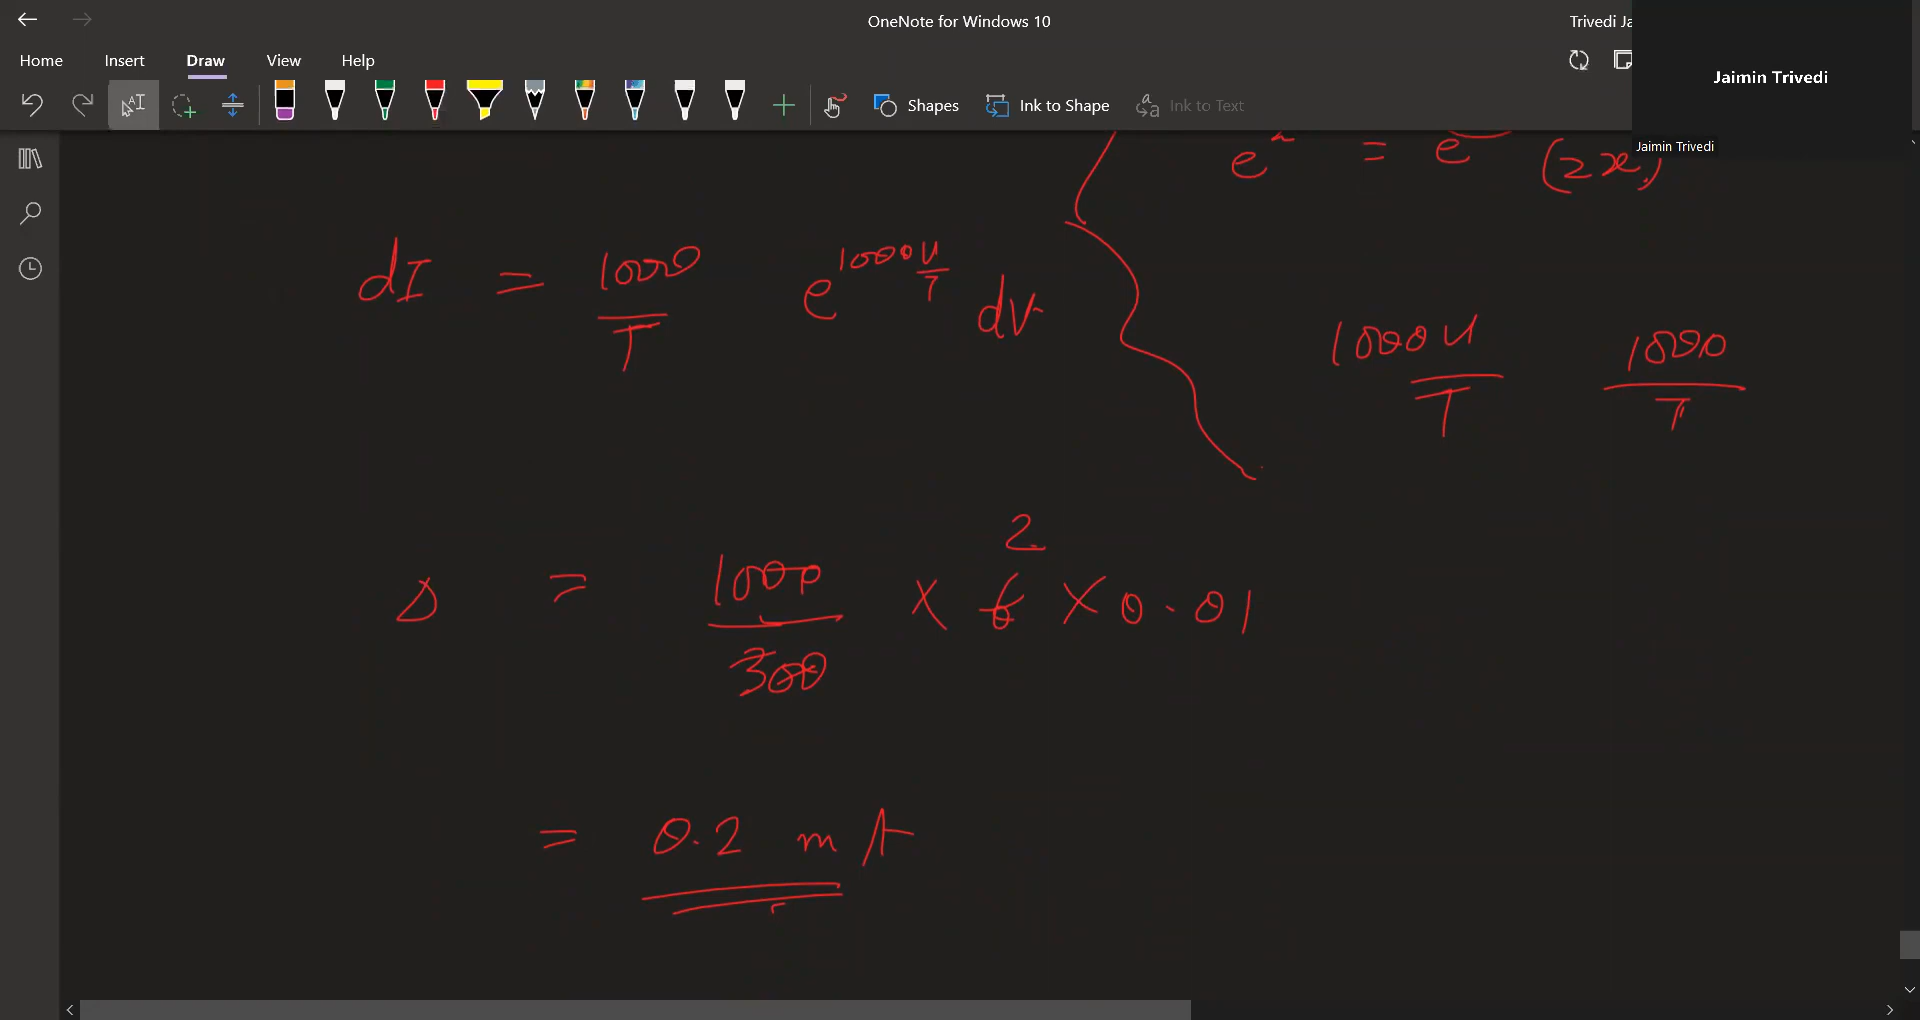 OneNote for Windows 10
Trivedi Ja
Jaimin Trivedi
Jaimin Trivedi
Home Insert Draw View Help
Shapes Ink to Shape Ink to Text
e² = e (2x)
dI = 1000/T e^(1000V/T) dV
1000V/T 1000/T
Δ = 1000/300 × 6 × 0.01
2
= 0.2 mA